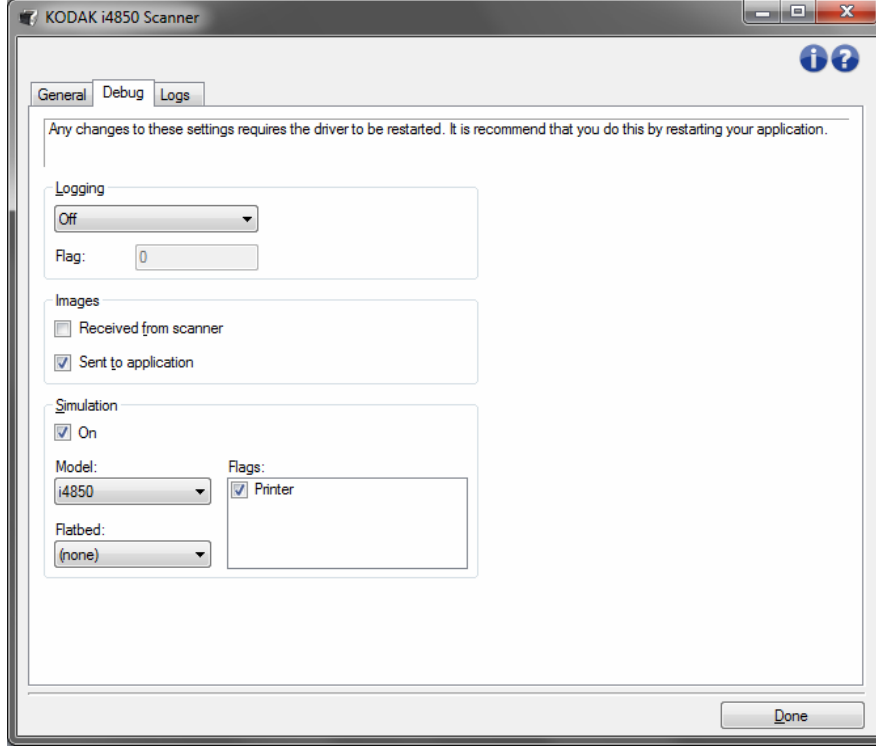 KODAK i4850 Scanner
General Debug Logs
Any changes to these settings requires the driver to be restarted. It is recommend that you do this by restarting your application.
Logging
Off
Flag: 0
Images
Received from scanner
Sent to application
Simulation
On
Model: Flags:
i4850 Printer
Flatbed:
(none)
Done